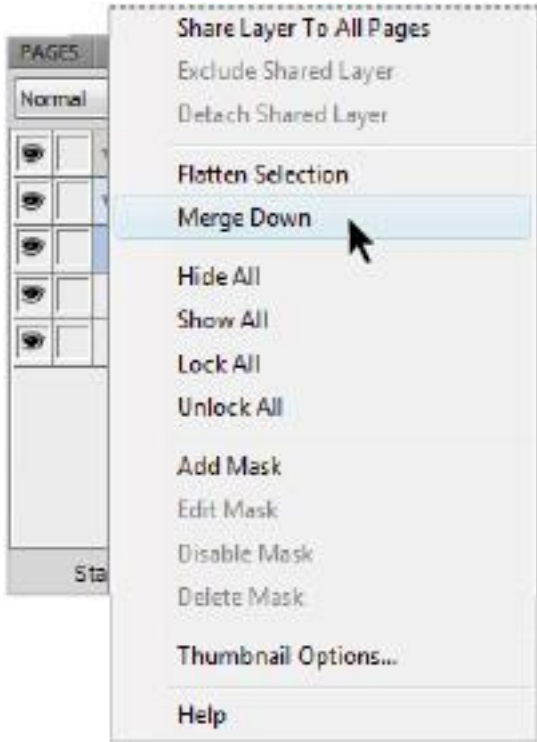 PAGES
Normal
Share Layer To All Pages
Exclude Shared Layer
Detach Shared Layer
Flatten Selection
Merge Down
Hide All
Show All
Lock All
Unlock All
Add Mask
Edit Mask
Disable Mask
Delete Mask
Thumbnail Options...
Help
Sta